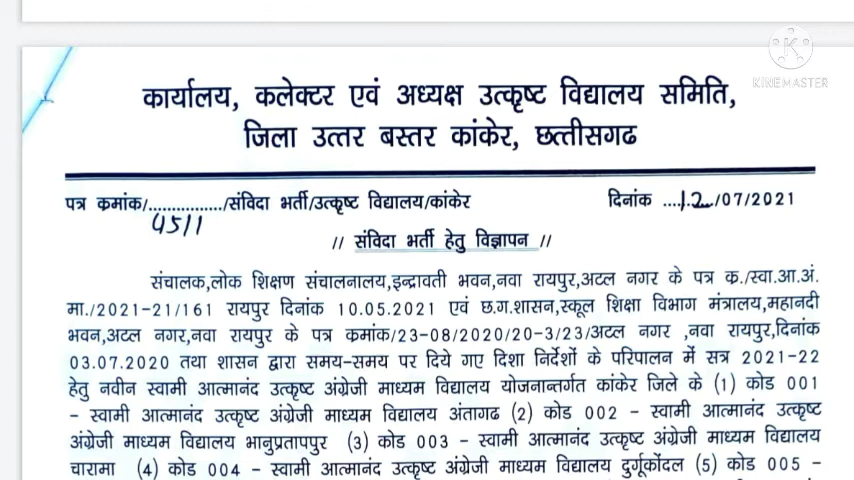 KINEMASTER
कार्यालय, कलेक्टर एवं अध्यक्ष उत्कृष्ट विद्यालय समिति,
जिला उत्तर बस्तर कांकेर, छत्तीसगढ
पत्र क्रमांक/................/संविदा भर्ती/उत्कृष्ट विद्यालय/कांकेर दिनांक ....12../07/2021
4511
// संविदा भर्ती हेतु विज्ञापन //
संचालक,लोक शिक्षण संचालनालय,इन्द्रावती भवन,नवा रायपुर,अटल नगर के पत्र क./स्वा.आ.अं.
मा./2021-21/161 रायपुर दिनांक 10.05.2021 एवं छ.ग.शासन,स्कूल शिक्षा विभाग मंत्रालय,महानदी
भवन,अटल नगर,नवा रायपुर के पत्र क्रमांक/23-08/2020/20-3/23/अटल नगर ,नवा रायपुर,दिनांक
03.07.2020 तथा शासन द्वारा समय-समय पर दिये गए दिशा निर्देशों के परिपालन में सत्र 2021-22
हेतु नवीन स्वामी आत्मानंद उत्कृष्ट अंग्रेजी माध्यम विद्यालय योजनान्तर्गत कांकेर जिले के (1) कोड 001
- स्वामी आत्मानंद उत्कृष्ट अंग्रेजी माध्यम विद्यालय अंतागढ (2) कोड 002 - स्वामी आत्मानंद उत्कृष्ट
अंग्रेजी माध्यम विद्यालय भानुप्रतापपुर (3) कोड 003 - स्वामी आत्मानंद उत्कृष्ट अंग्रेजी माध्यम विद्यालय
चारामा (4) कोड 004 - स्वामी आत्मानंद उत्कृष्ट अंग्रेजी माध्यम विद्यालय दुर्गूकोंदल (5) कोड 005 -